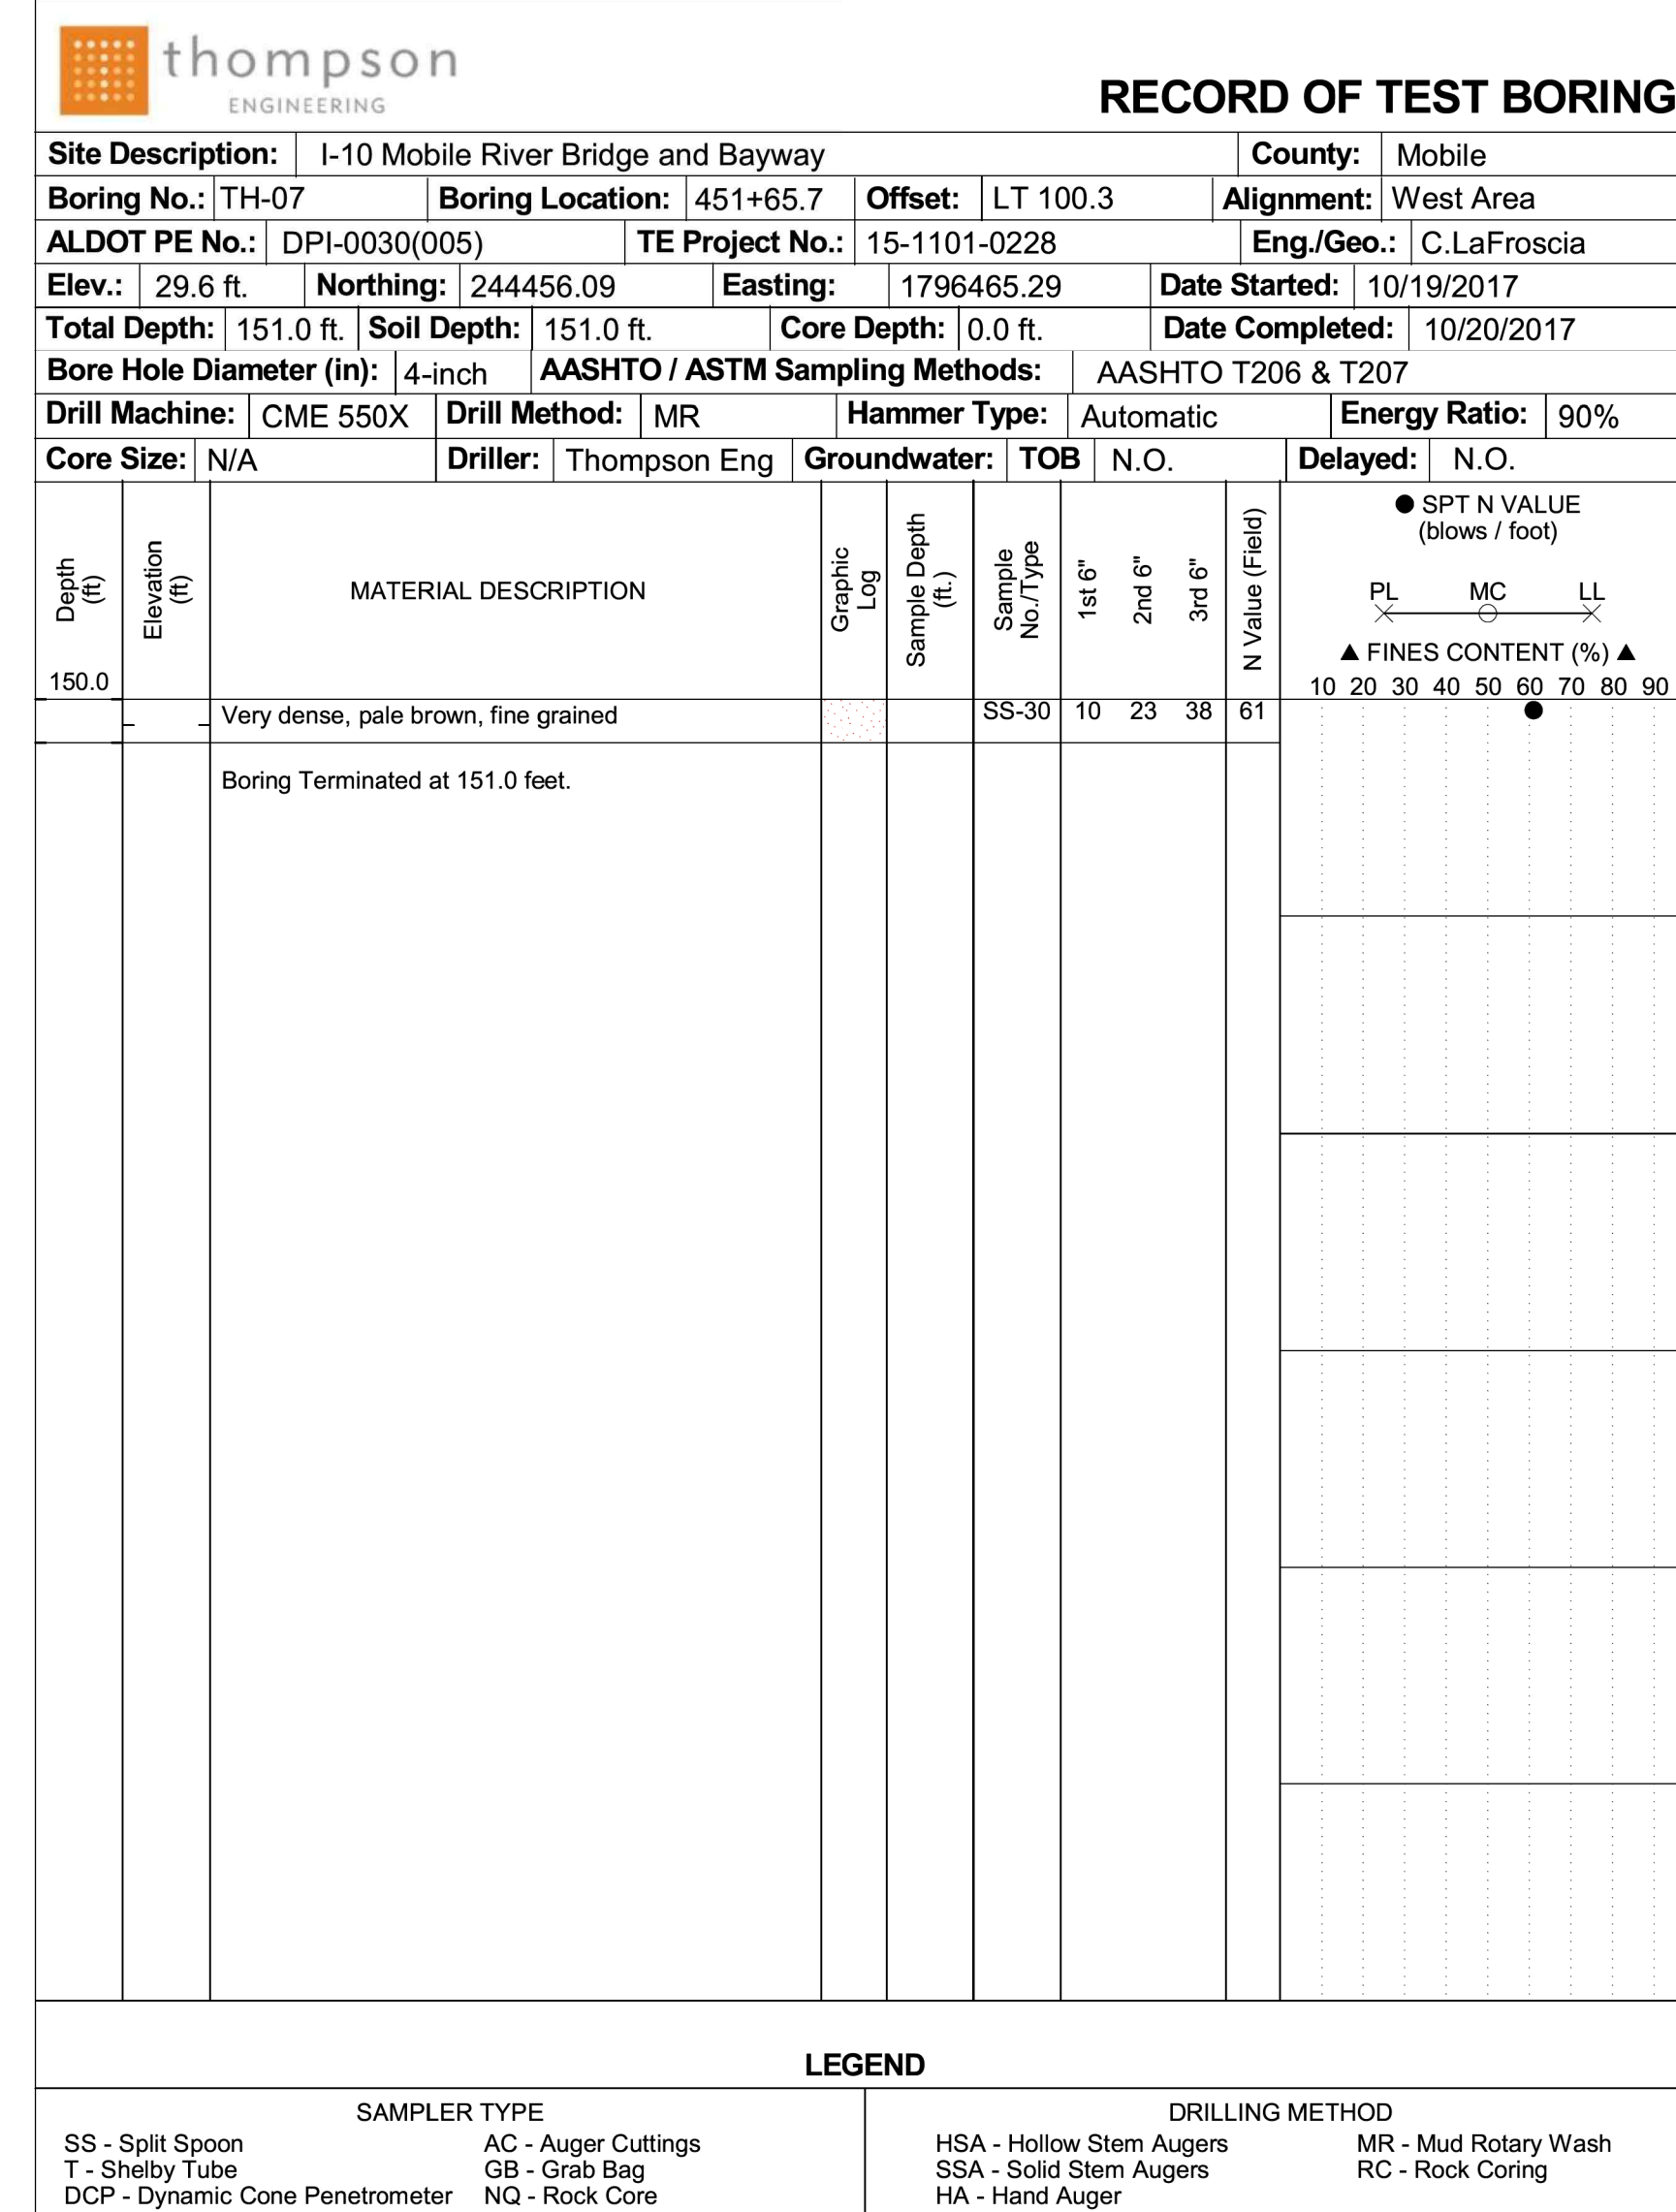 thompson
ENGINEERING
RECORD OF TEST BORING
Site Description: I-10 Mobile River Bridge and Bayway County: Mobile
Boring No.: TH-07 Boring Location: 451+65.7 Offset: LT 100.3 Alignment: West Area
ALDOT PE No.: DPI-0030(005) TE Project No.: 15-1101-0228 Eng./Geo.: C.LaFroscia
Elev.: 29.6 ft. Northing: 244456.09 Easting: 1796465.29 Date Started: 10/19/2017
Total Depth: 151.0 ft. Soil Depth: 151.0 ft. Core Depth: 0.0 ft. Date Completed: 10/20/2017
Bore Hole Diameter (in): 4-inch AASHTO / ASTM Sampling Methods: AASHTO T206 & T207
Drill Machine: CME 550X Drill Method: MR Hammer Type: Automatic Energy Ratio: 90%
Core Size: N/A Driller: Thompson Eng Groundwater: TOB N.O. Delayed: N.O.
Depth (ft)
Elevation (ft)
MATERIAL DESCRIPTION
Graphic Log
Sample Depth (ft.)
Sample No./Type
1st 6"
2nd 6"
3rd 6"
N Value (Field)
● SPT N VALUE
(blows / foot)
PL MC LL
▲ FINES CONTENT (%) ▲
150.0
10 20 30 40 50 60 70 80 90
Very dense, pale brown, fine grained SS-30 10 23 38 61
Boring Terminated at 151.0 feet.
LEGEND
SAMPLER TYPE
SS - Split Spoon AC - Auger Cuttings
T - Shelby Tube GB - Grab Bag
DCP - Dynamic Cone Penetrometer NQ - Rock Core
DRILLING METHOD
HSA - Hollow Stem Augers MR - Mud Rotary Wash
SSA - Solid Stem Augers RC - Rock Coring
HA - Hand Auger